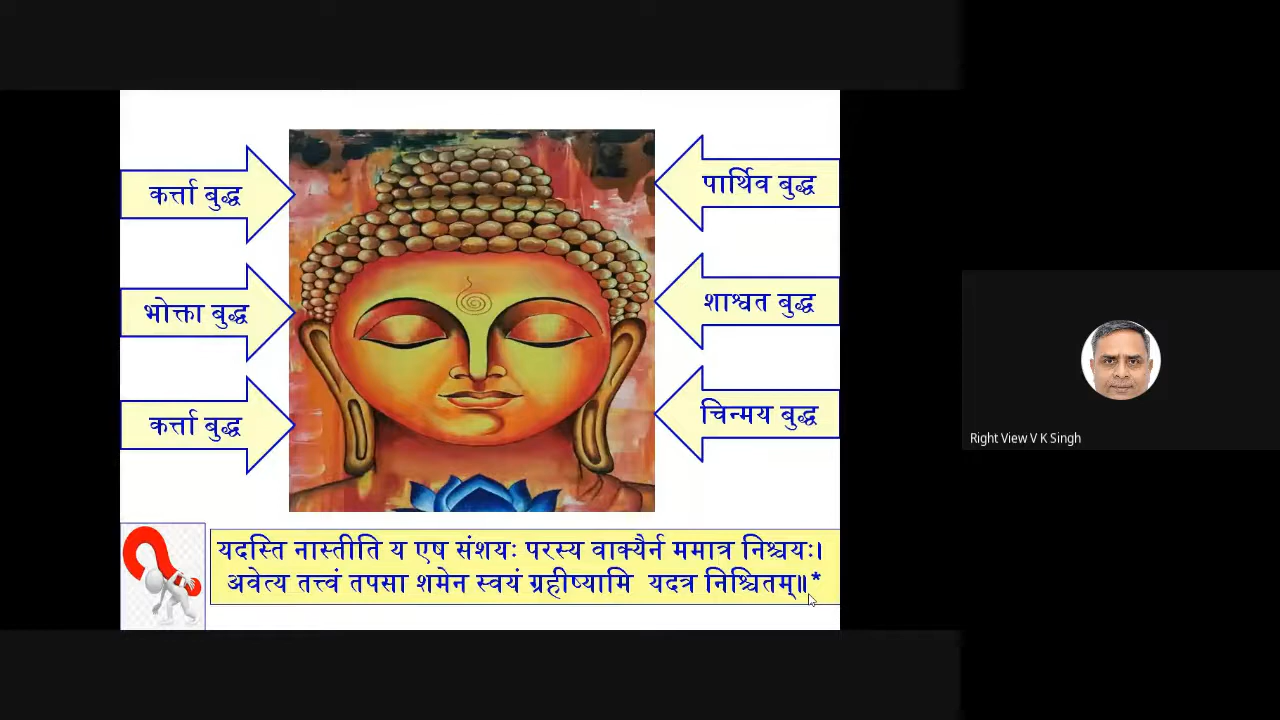 कर्त्ता बुद्ध
पार्थिव बुद्ध
भोक्ता बुद्ध
शाश्वत बुद्ध
कर्त्ता बुद्ध
चिन्मय बुद्ध
यदस्ति नास्तीति य एष संशयः परस्य वाक्यैर्न ममात्र निश्चयः।
अवेत्य तत्त्वं तपसा शमेन स्वयं ग्रहीष्यामि यदत्र निश्चितम्॥*
Right View V K Singh